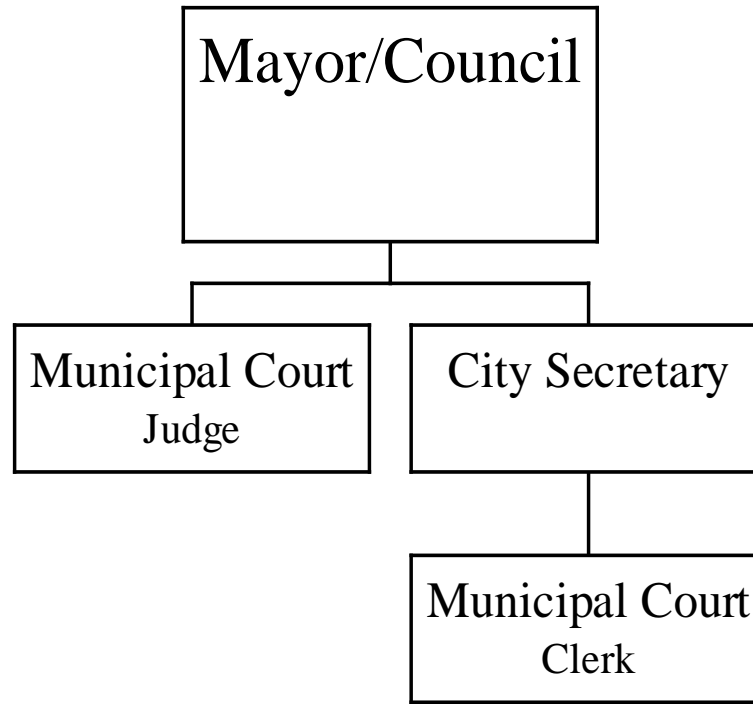 Mayor/Council
Municipal Court
Judge
City Secretary
Municipal Court
Clerk